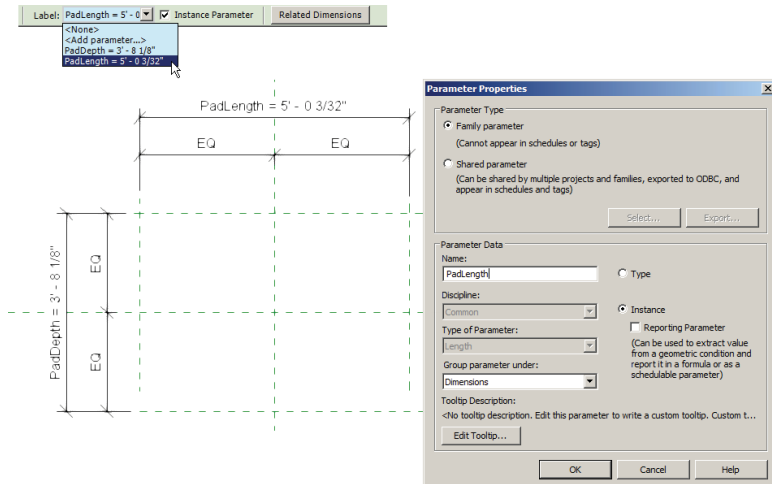 Label: PadLength = 5' - 0 Instance Parameter Related Dimensions
<None>
<Add parameter...>
PadDepth = 3' - 8 1/8"
PadLength = 5' - 0 3/32"
PadLength = 5' - 0 3/32"
EQ EQ
PadDepth = 3' - 8 1/8"
EQ
EQ
Parameter Properties
Parameter Type
Family parameter
(Cannot appear in schedules or tags)
Shared parameter
(Can be shared by multiple projects and families, exported to ODBC, and
appear in schedules and tags)
Select... Export...
Parameter Data
Name:
PadLength
Type
Discipline:
Common
Instance
Type of Parameter:
Reporting Parameter
Length
(Can be used to extract value
from a geometric condition and
report it in a formula or as a
schedulable parameter)
Group parameter under:
Dimensions
Tooltip Description:
<No tooltip description. Edit this parameter to write a custom tooltip. Custom t...
Edit Tooltip...
OK Cancel Help